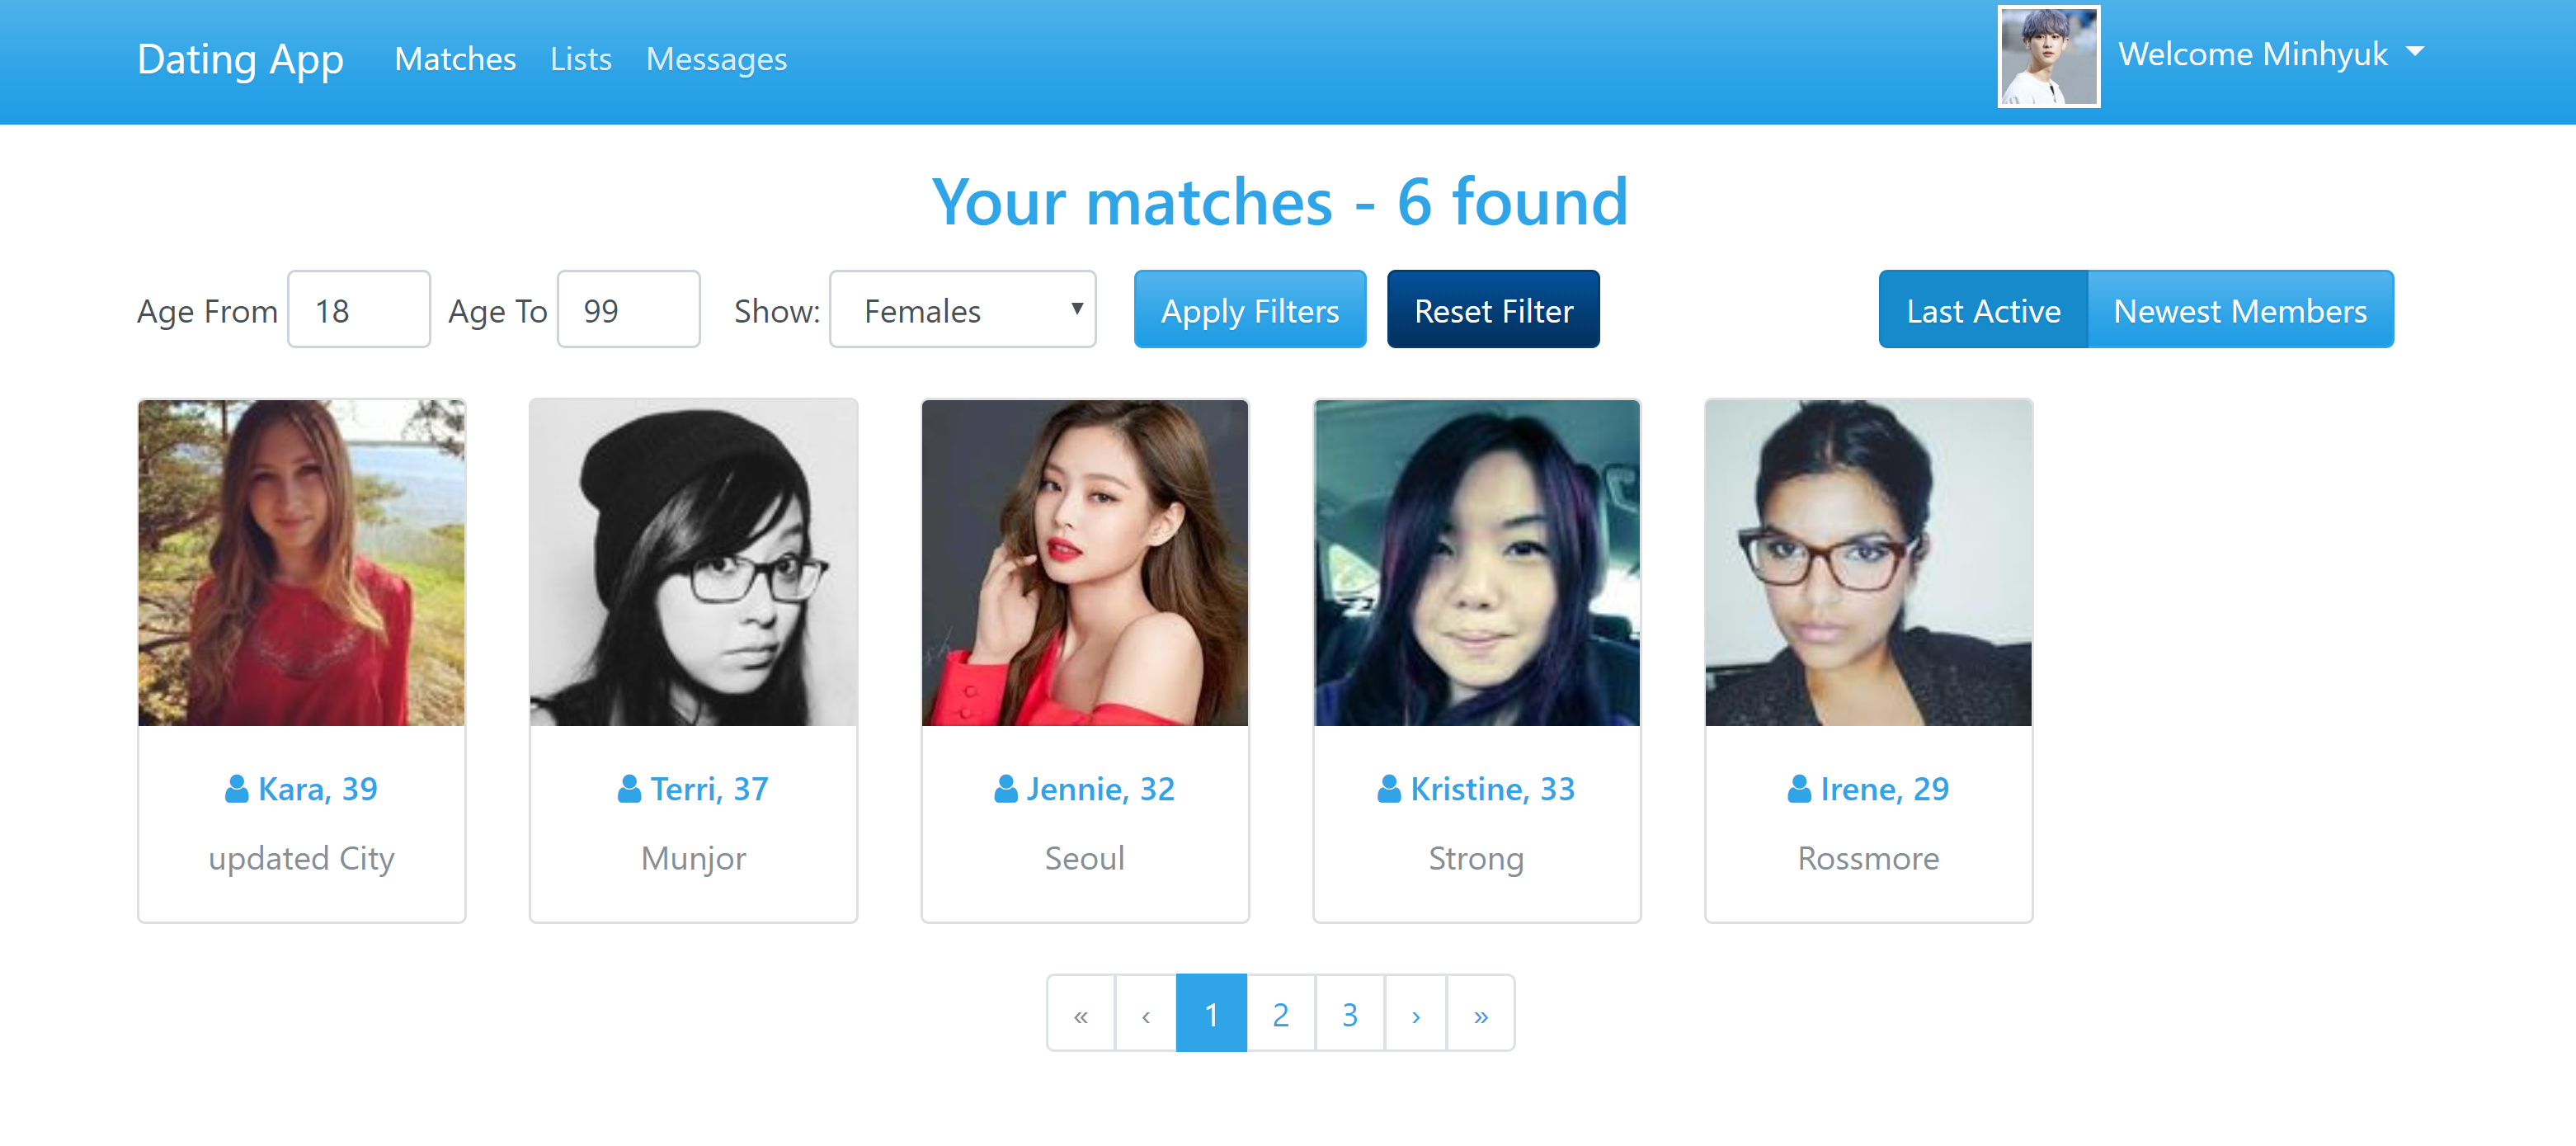 Dating App Matches Lists Messages Welcome Minhyuk
Your matches - 6 found
Age From 18 Age To 99 Show: Females Apply Filters Reset Filter Last Active Newest Members
Kara, 39
updated City
Terri, 37
Munjor
Jennie, 32
Seoul
Kristine, 33
Strong
Irene, 29
Rossmore
« ‹ 1 2 3 › »